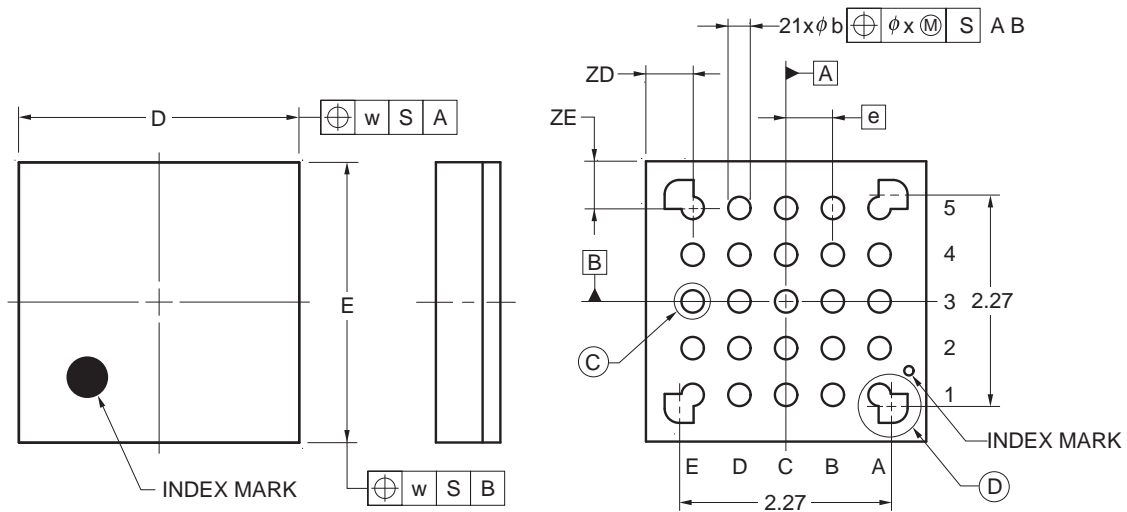 21xϕb ⌖ ϕx Ⓜ S A B
ZD
A
D
⌖ w S A
ZE
e
5
4
B
E
3
2.27
2
C
1
INDEX MARK
E D C B A
D
INDEX MARK
⌖ w S B
2.27